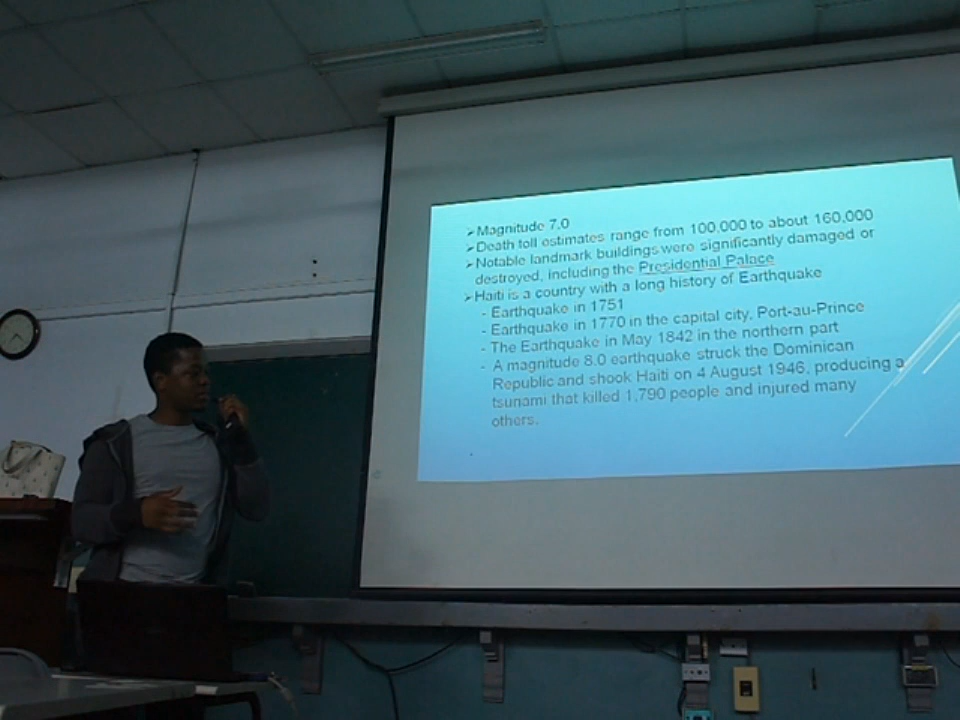 ➢Magnitude 7.0
➢Death toll estimates range from 100,000 to about 160,000
➢Notable landmark buildings were significantly damaged or
destroyed, including the Presidential Palace
➢Haiti is a country with a long history of Earthquake
- Earthquake in 1751
- Earthquake in 1770 in the capital city, Port-au-Prince
- The Earthquake in May 1842 in the northern part
- A magnitude 8.0 earthquake struck the Dominican
Republic and shook Haiti on 4 August 1946, producing a
tsunami that killed 1,790 people and injured many
others.